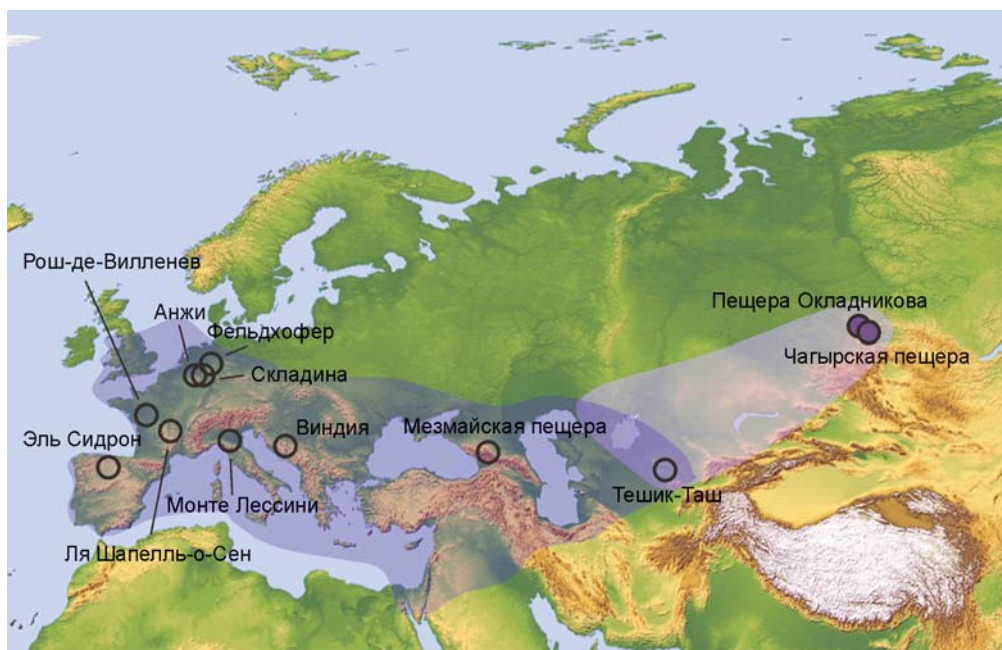 Рош-де-Вилленев
Анжи
Фельдхофер
Складина
Пещера Окладникова
Чагырская пещера
Эль Сидрон
Виндия
Мезмайская пещера
Тешик-Таш
Монте Лессини
Ля Шапелль-о-Сен